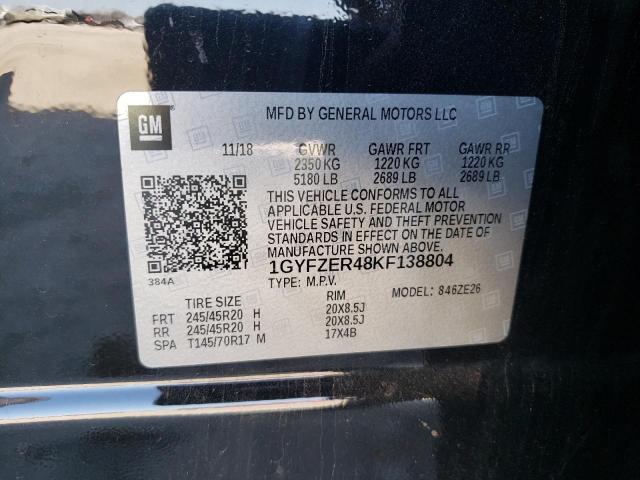 GM
MFD BY GENERAL MOTORS LLC
11/18 GVWR GAWR FRT GAWR RR
2350 KG 1220 KG 1220 KG
5180 LB 2689 LB 2689 LB
THIS VEHICLE CONFORMS TO ALL
APPLICABLE U.S. FEDERAL MOTOR
VEHICLE SAFETY AND THEFT PREVENTION
STANDARDS IN EFFECT ON THE DATE OF
MANUFACTURE SHOWN ABOVE.
1GYFZER48KF138804
384A
TYPE: M.P.V. MODEL: 846ZE26
TIRE SIZE RIM
FRT 245/45R20 H 20X8.5J
RR 245/45R20 H 20X8.5J
SPA T145/70R17 M 17X4B